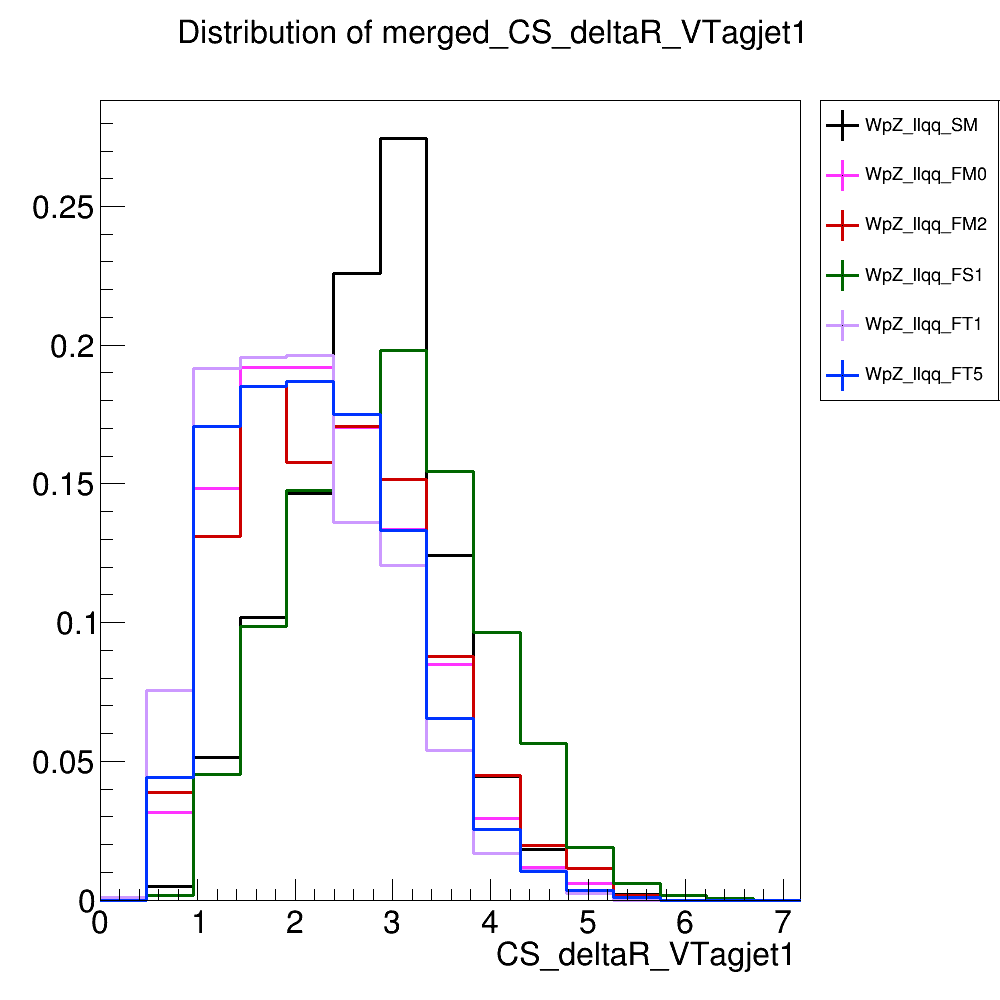 Distribution of merged_CS_deltaR_VTagjet1
WpZ_llqq_SM
WpZ_llqq_FM0
WpZ_llqq_FM2
WpZ_llqq_FS1
WpZ_llqq_FT1
WpZ_llqq_FT5
0.25
0.2
0.15
0.1
0.05
0
0 1 2 3 4 5 6 7
CS_deltaR_VTagjet1